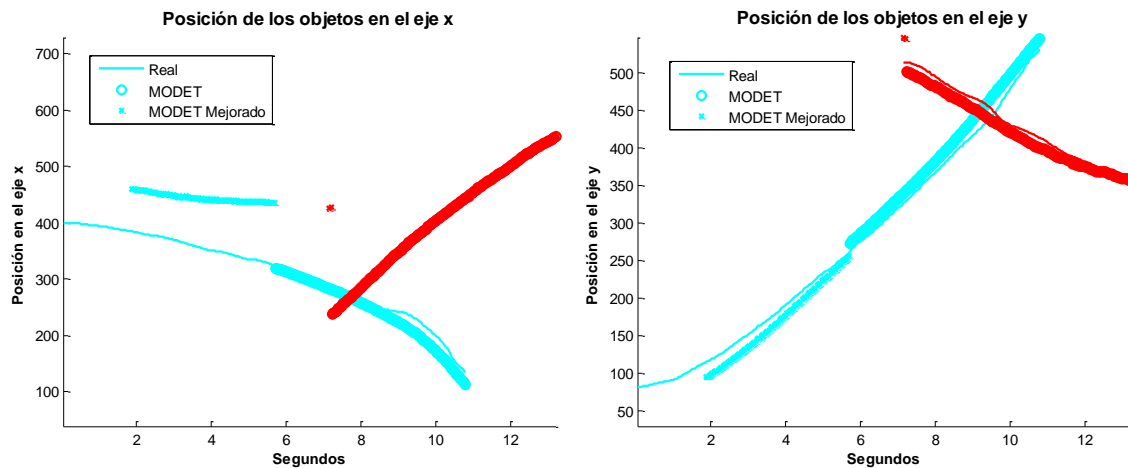 Posición de los objetos en el eje x
700
600
500
400
300
200
100
Posición en el eje x
Real
MODET
MODET Mejorado
2 4 6 8 10 12
Segundos
Posición de los objetos en el eje y
500
450
400
350
300
250
200
150
100
50
Posición en el eje y
Real
MODET
MODET Mejorado
2 4 6 8 10 12
Segundos